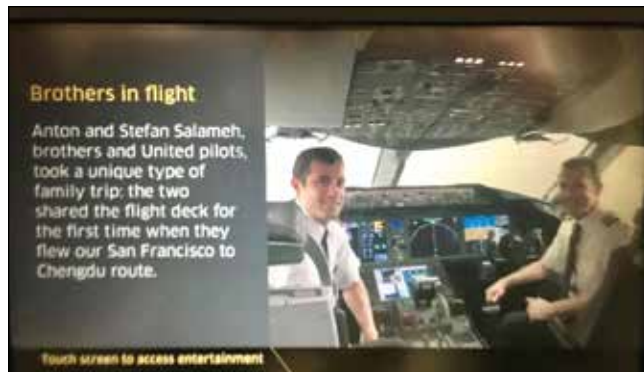 Brothers in flight
Anton and Stefan Salameh,
brothers and United pilots,
took a unique type of
family trip: the two
shared the flight deck for
the first time when they
flew our San Francisco to
Chengdu route.
Touch screen to access entertainment